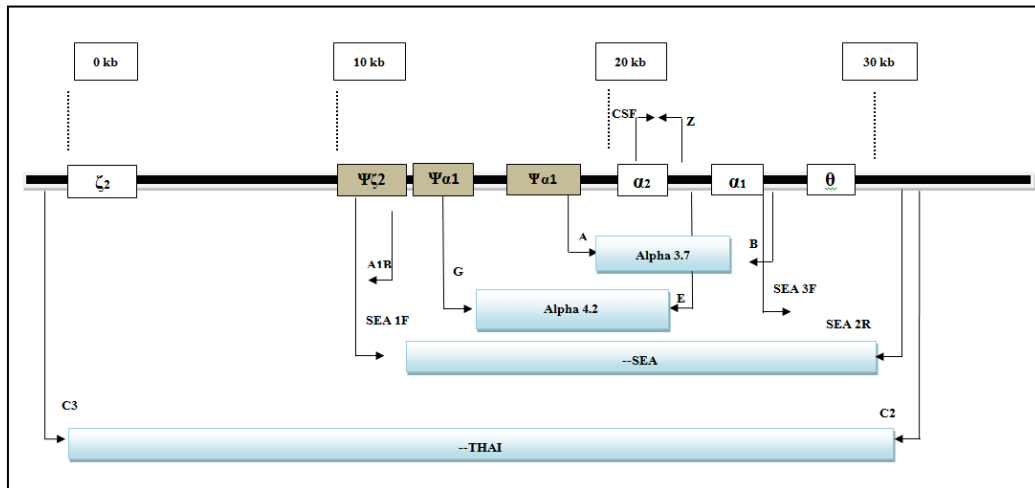 0 kb
10 kb
20 kb
30 kb
CSF
Z
ζ2
Ψζ2
Ψα1
Ψα1
α2
α1
θ
A
Alpha 3.7
B
A1B
G
Alpha 4.2
E
SEA 3F
SEA 1F
SEA 2R
--SEA
C3
C2
--THAI